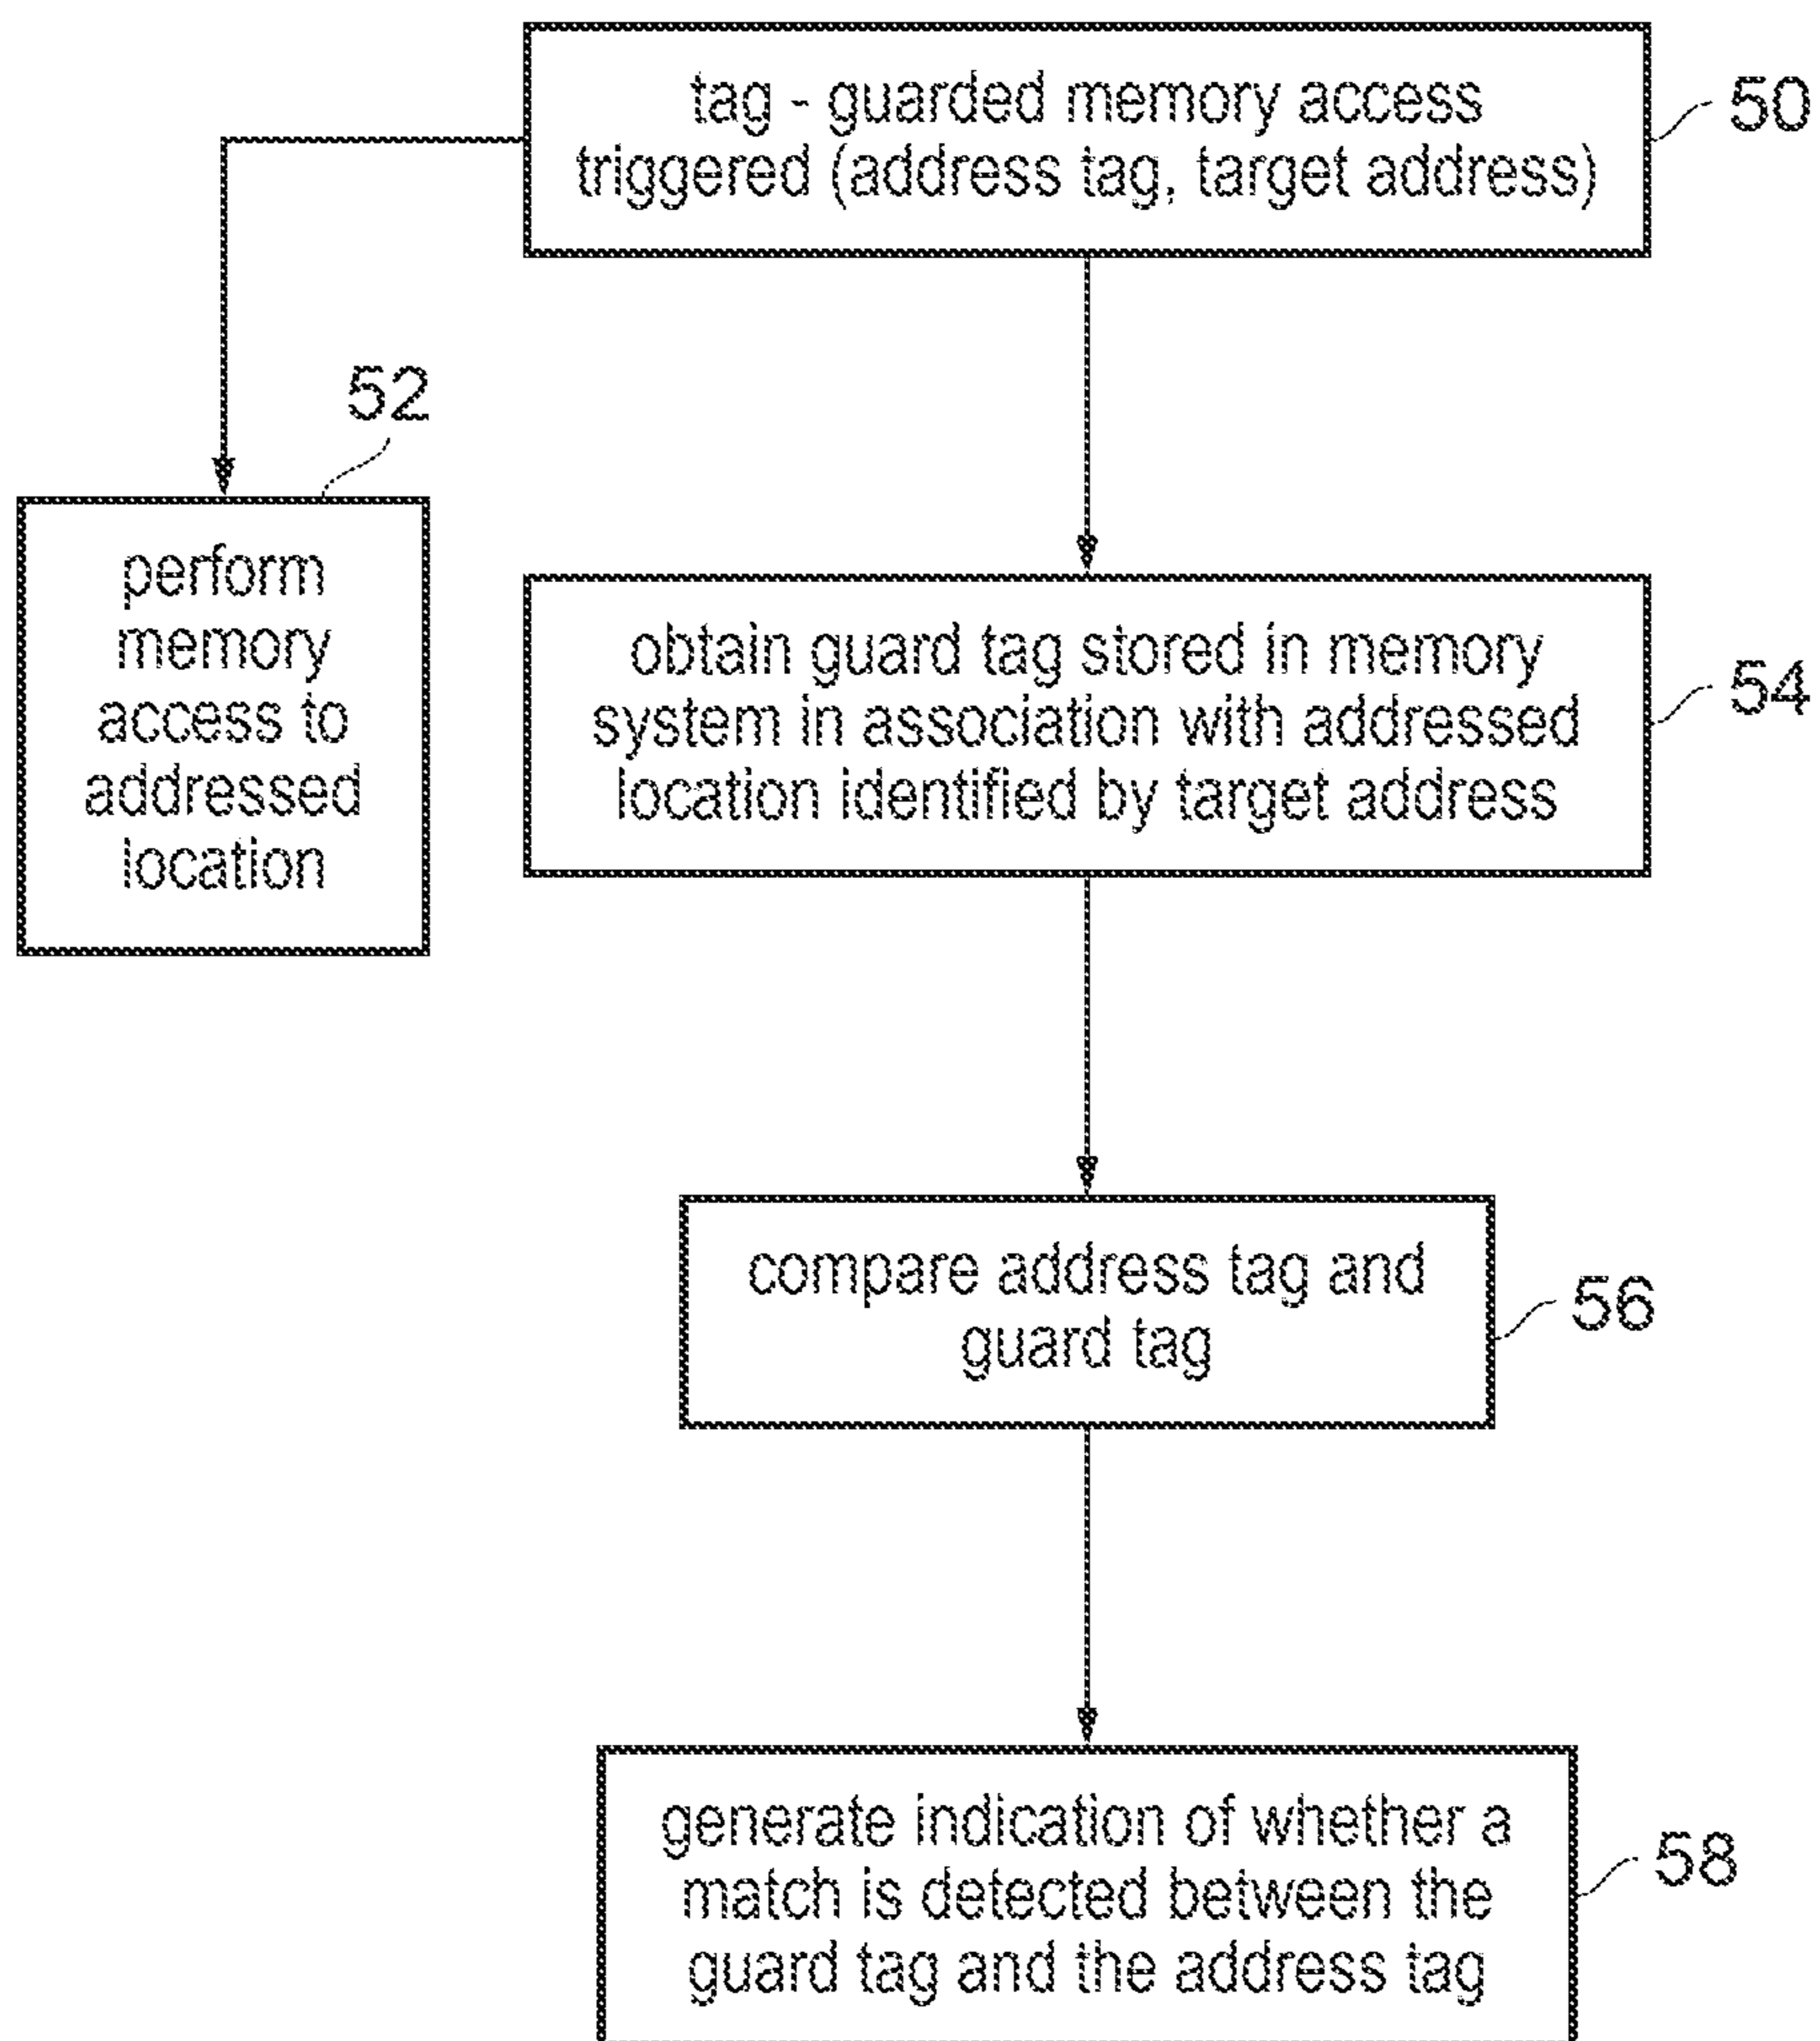 tag - guarded memory access
triggered (address tag, target address)
50
52
perform
memory
access to
addressed
location
obtain guard tag stored in memory
system in association with addressed
location identified by target address
54
compare address tag and
guard tag
56
generate indication of whether a
match is detected between the
guard tag and the address tag
58